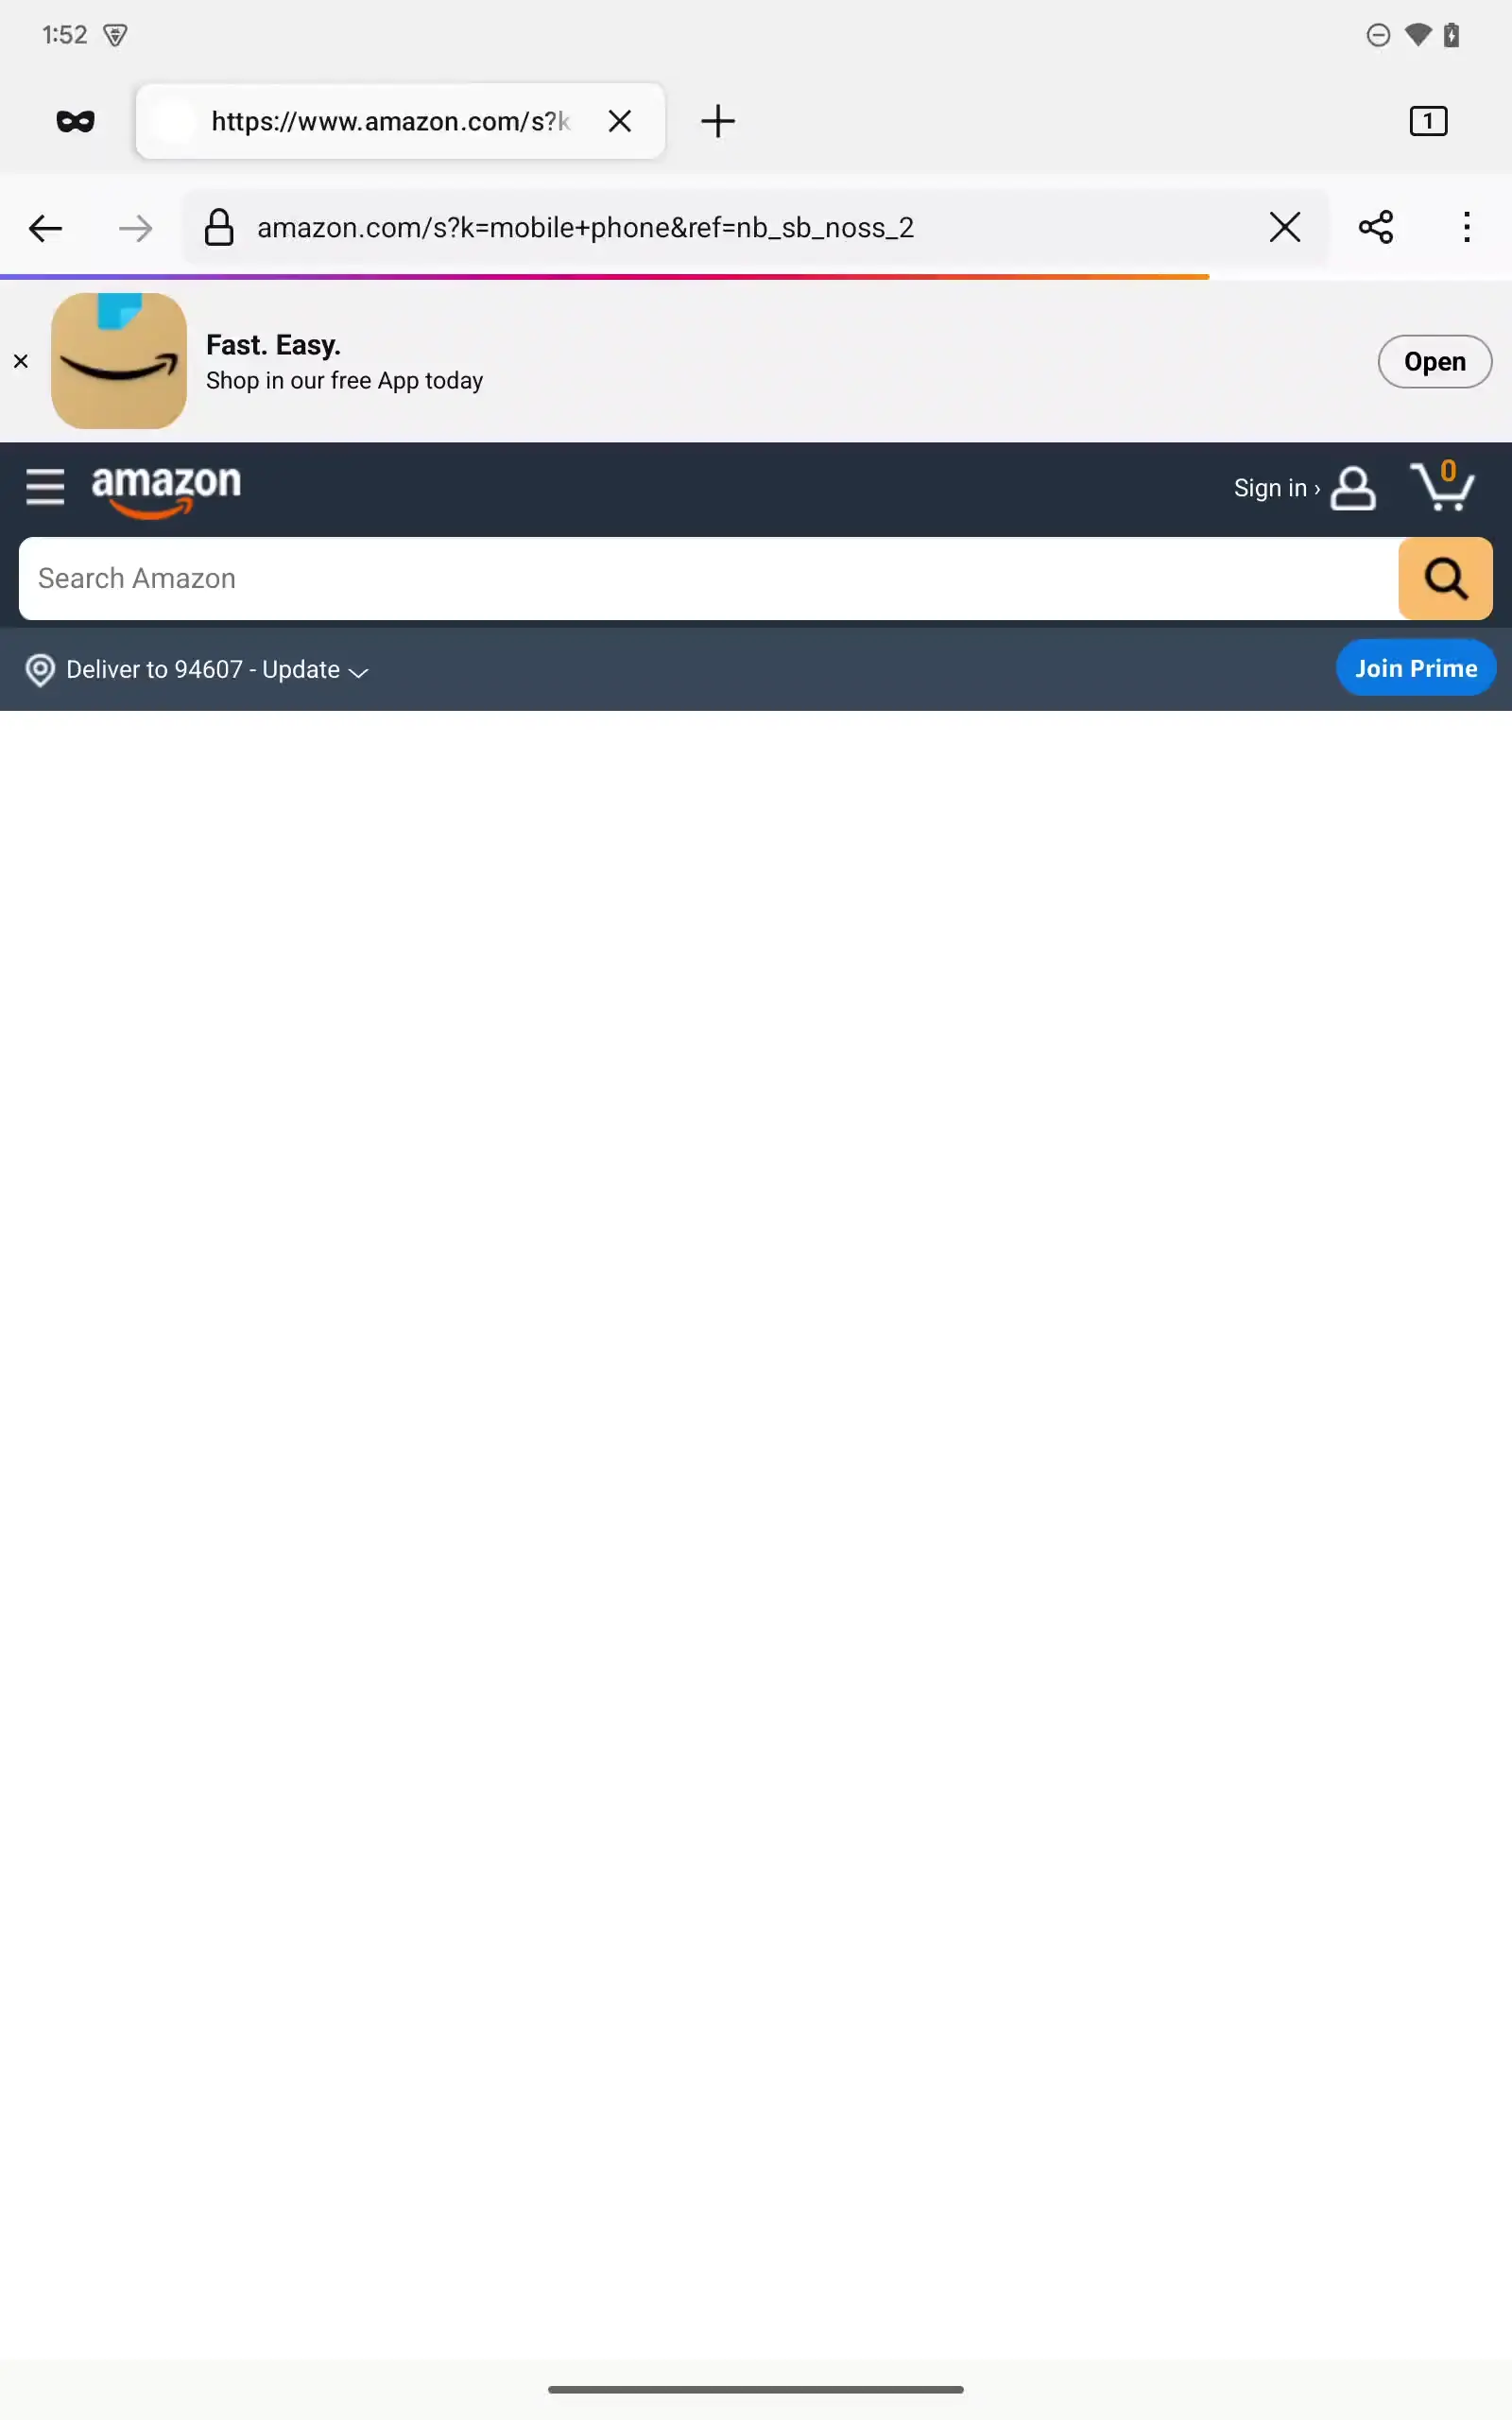 1:52
https://www.amazon.com/s?k
1
amazon.com/s?k=mobile+phone&ref=nb_sb_noss_2
Fast. Easy.
Shop in our free App today
Open
amazon
Sign in ›
0
Search Amazon
Deliver to 94607 - Update
Join Prime